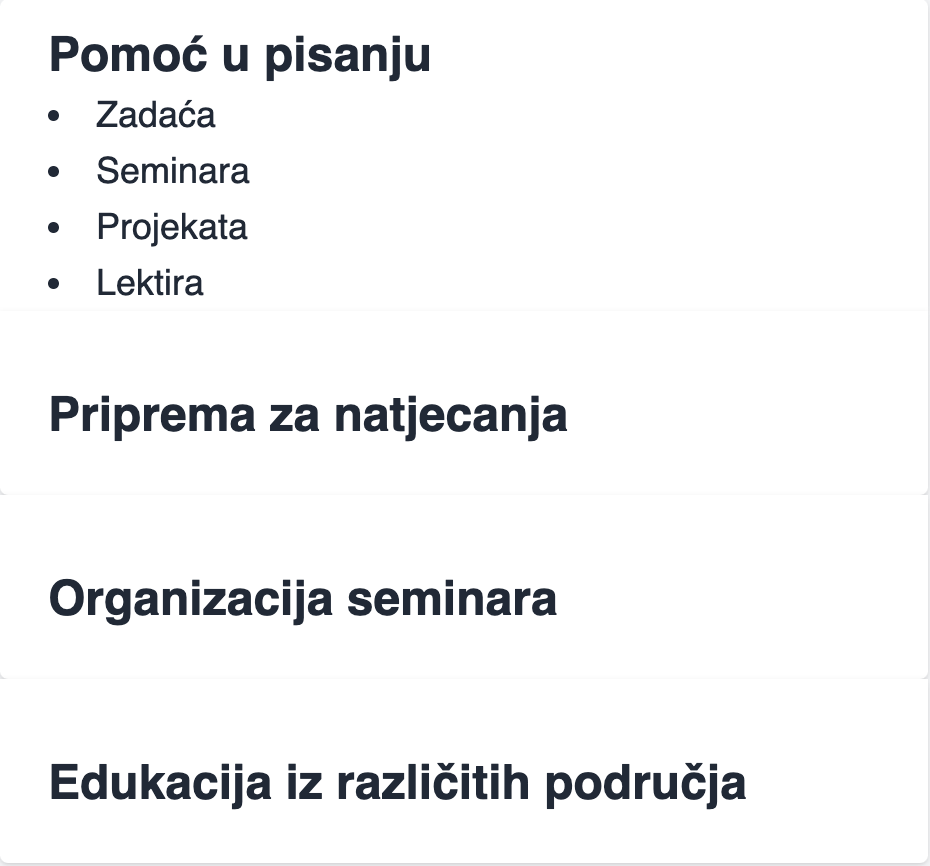 Pomoć u pisanju
• Zadaća
• Seminara
• Projekata
• Lektira
Priprema za natjecanja
Organizacija seminara
Edukacija iz različitih područja